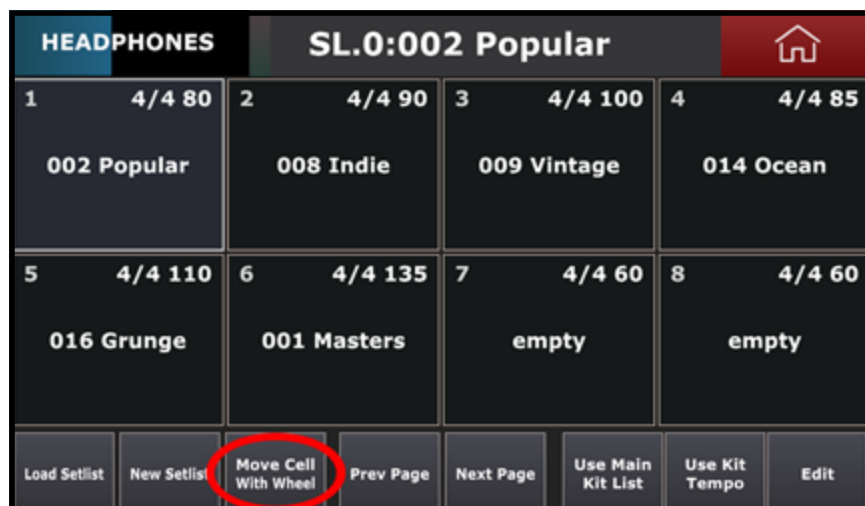 HEADPHONES
SL.0:002 Popular
1 4/4 80
002 Popular
2 4/4 90
008 Indie
3 4/4 100
009 Vintage
4 4/4 85
014 Ocean
5 4/4 110
016 Grunge
6 4/4 135
001 Masters
7 4/4 60
empty
8 4/4 60
empty
Load Setlist
New Setlist
Move Cell
With Wheel
Prev Page
Next Page
Use Main
Kit List
Use Kit
Tempo
Edit